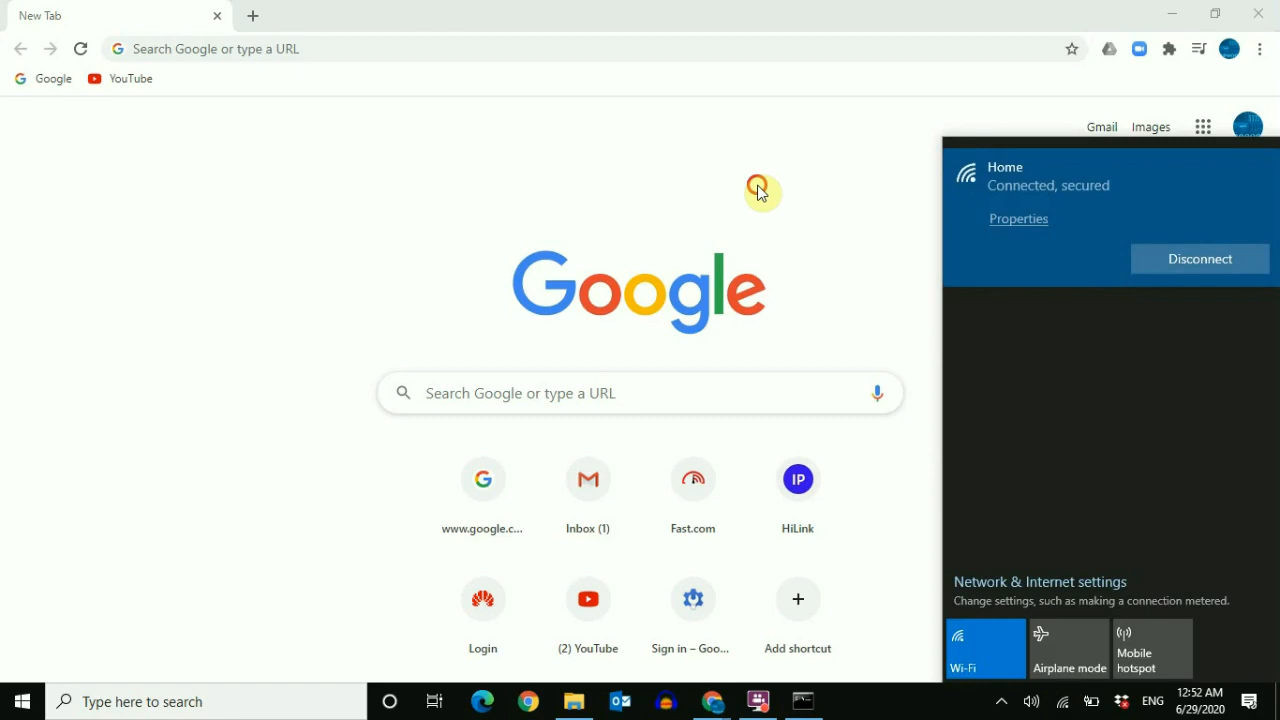 New Tab
Search Google or type a URL
Google
YouTube
Gmail
Images
Home
Connected, secured
Properties
Disconnect
Google
Search Google or type a URL
IP
www.google.c...
Inbox (1)
Fast.com
HiLink
Login
(2) YouTube
Sign in – Goo...
Add shortcut
Network & Internet settings
Change settings, such as making a connection metered.
Wi-Fi
Airplane mode
Mobile
hotspot
Type here to search
ENG
12:52 AM
6/29/2020